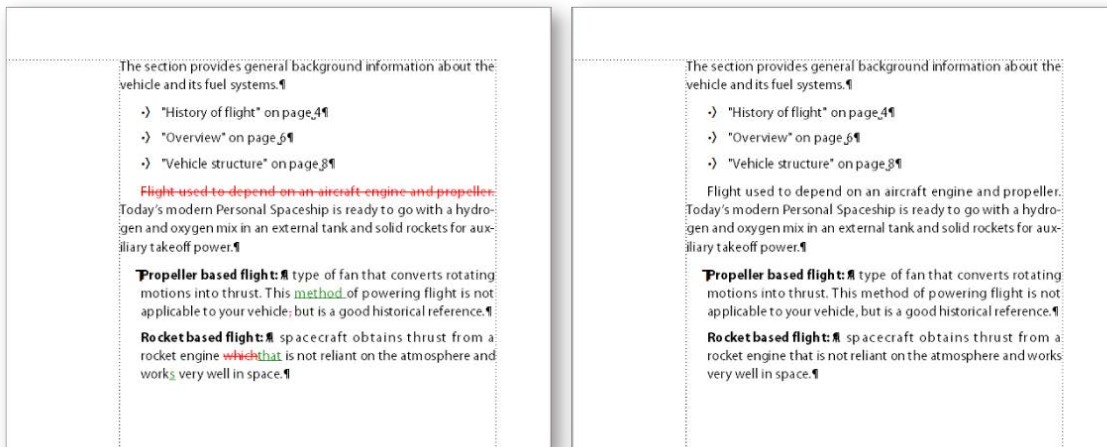 The section provides general background information about the
vehicle and its fuel systems.¶
•⟩ "History of flight" on page 4¶
•⟩ "Overview" on page 6¶
•⟩ "Vehicle structure" on page 8¶
Flight used to depend on an aircraft engine and propeller.
Today's modern Personal Spaceship is ready to go with a hydro-
gen and oxygen mix in an external tank and solid rockets for aux-
iliary takeoff power.¶
Propeller based flight: ¶ type of fan that converts rotating
motions into thrust. This method of powering flight is not
applicable to your vehicle; but is a good historical reference.¶
Rocket based flight: ¶ spacecraft obtains thrust from a
rocket engine whichthat is not reliant on the atmosphere and
works very well in space.¶
The section provides general background information about the
vehicle and its fuel systems.¶
•⟩ "History of flight" on page 4¶
•⟩ "Overview" on page 6¶
•⟩ "Vehicle structure" on page 8¶
Flight used to depend on an aircraft engine and propeller.
Today's modern Personal Spaceship is ready to go with a hydro-
gen and oxygen mix in an external tank and solid rockets for aux-
iliary takeoff power.¶
Propeller based flight: ¶ type of fan that converts rotating
motions into thrust. This method of powering flight is not
applicable to your vehicle, but is a good historical reference.¶
Rocket based flight: ¶ spacecraft obtains thrust from a
rocket engine that is not reliant on the atmosphere and works
very well in space.¶